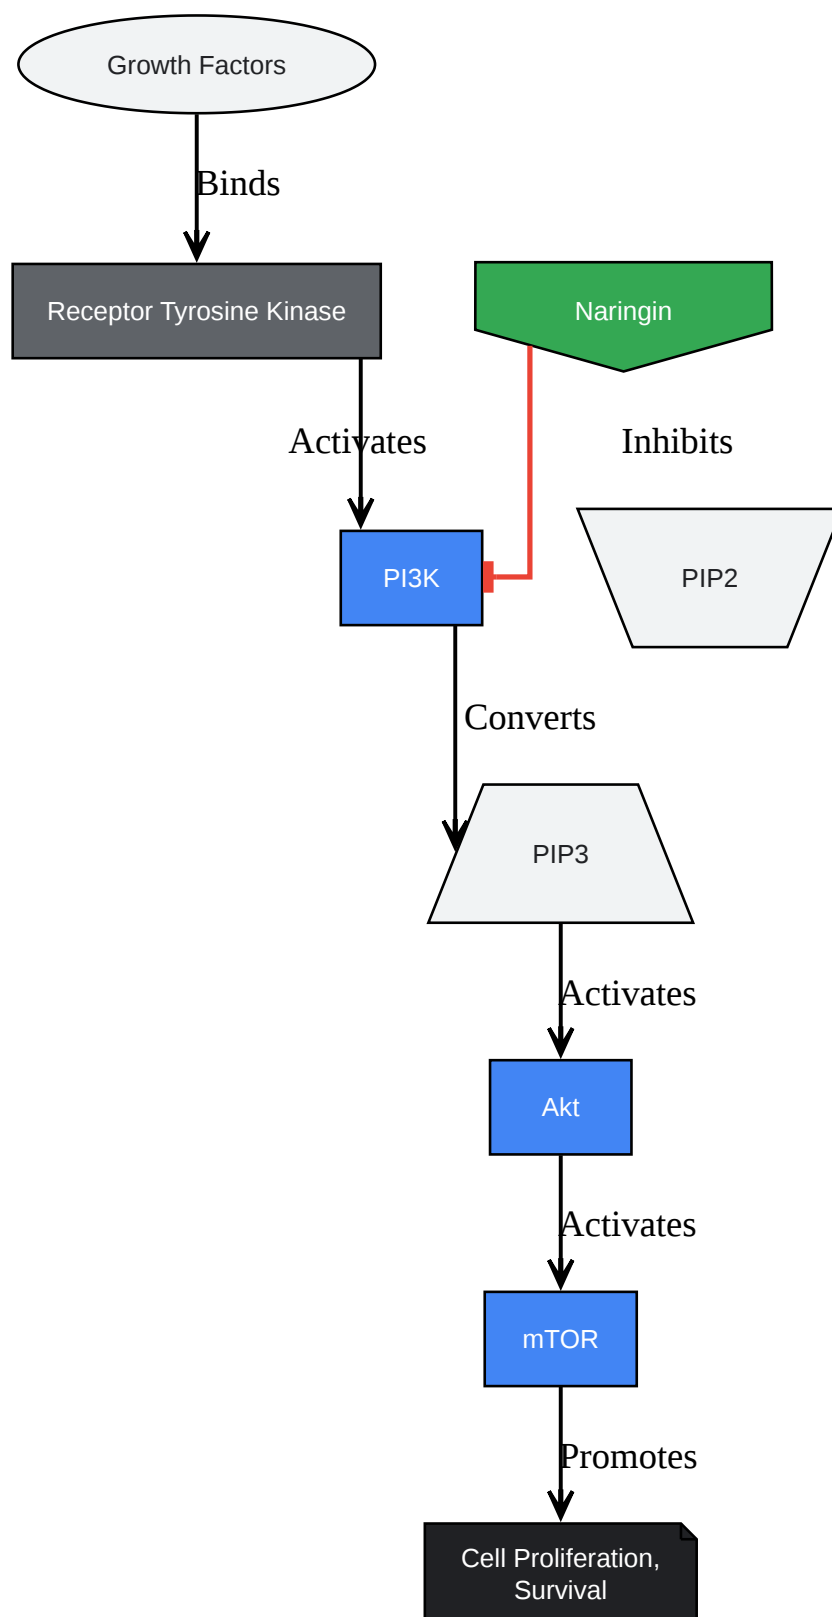 Growth Factors
Binds
Receptor Tyrosine Kinase
Naringin
Activates
Inhibits
PI3K
PIP2
Converts
PIP3
Activates
Akt
Activates
mTOR
Promotes
Cell Proliferation,
Survival